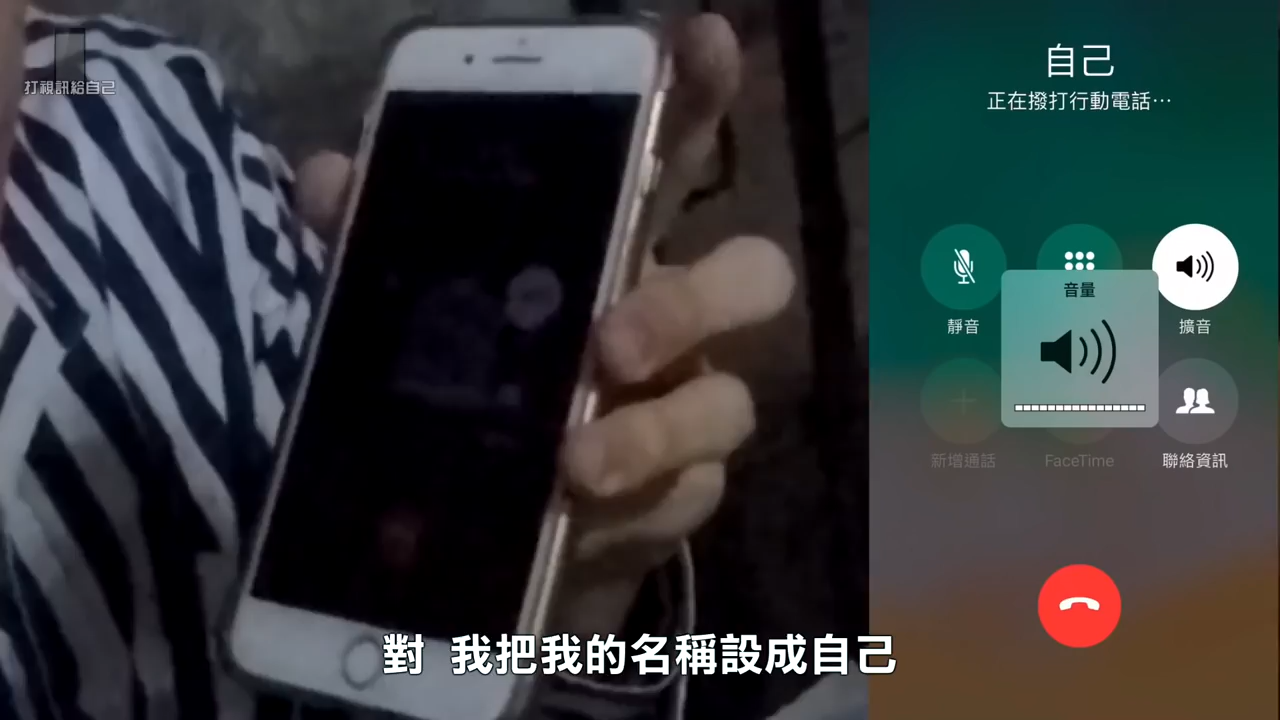 打視訊給自己
自己
正在撥打行動電話⋯
音量
靜音
擴音
新增通話
FaceTime
聯絡資訊
對 我把我的名稱設成自己